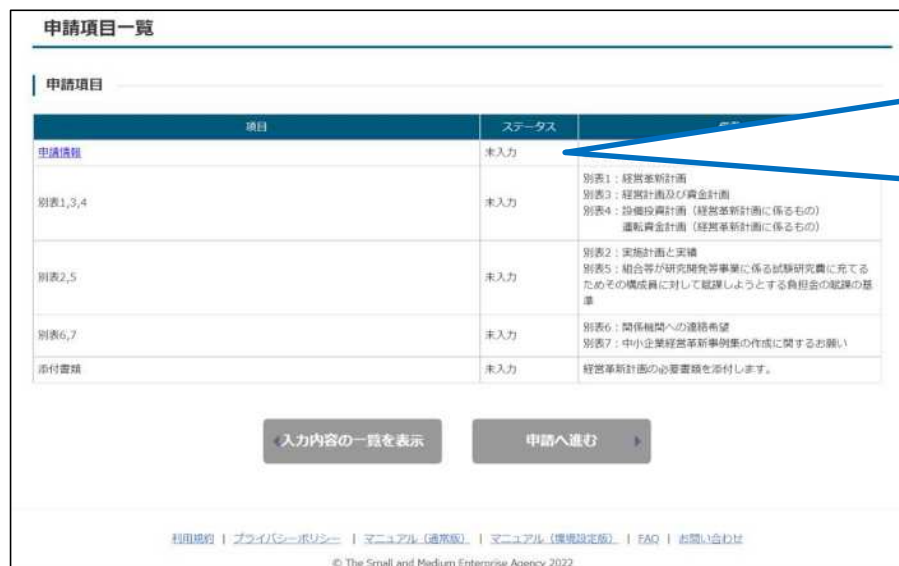 申請項目一覧
申請項目
項目 ステータス
申請情報 未入力
別表1,3,4 未入力 別表1：経営革新計画
別表3：経営計画及び資金計画
別表4：設備投資計画（経営革新計画に係るもの）
運転資金計画（経営革新計画に係るもの）
別表2,5 未入力 別表2：実施計画と実績
別表5：組合等が研究開発等事業に係る試験研究費に充てる
ためその構成員に対して賦課しようとする負担金の賦課の基
準
別表6,7 未入力 別表6：関係機関への連絡希望
別表7：中小企業経営革新事例集の作成に関するお願い
添付書類 未入力 経営革新計画の必要書類を添付します。
入力内容の一覧を表示 申請へ進む
利用規約 | プライバシーポリシー | マニュアル（通常版） | マニュアル（環境設定版） | FAQ | お問い合わせ
© The Small and Medium Enterprise Agency 2022